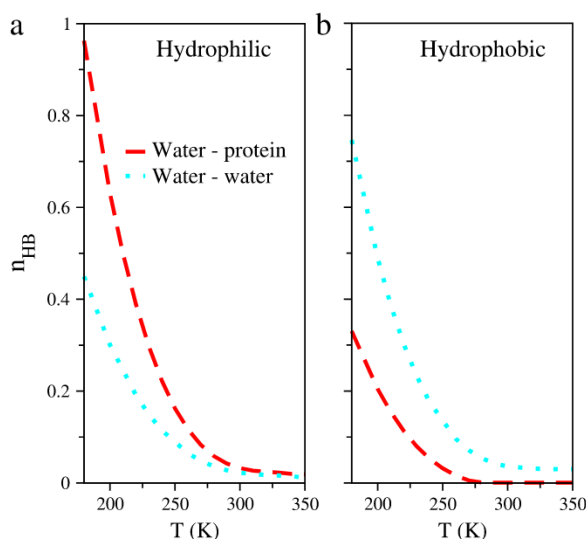 a
Hydrophilic
b
Hydrophobic
Water - protein
Water - water
n_HB
1
0.8
0.6
0.4
0.2
0
200 250 300 350
200 250 300 350
T (K)
T (K)